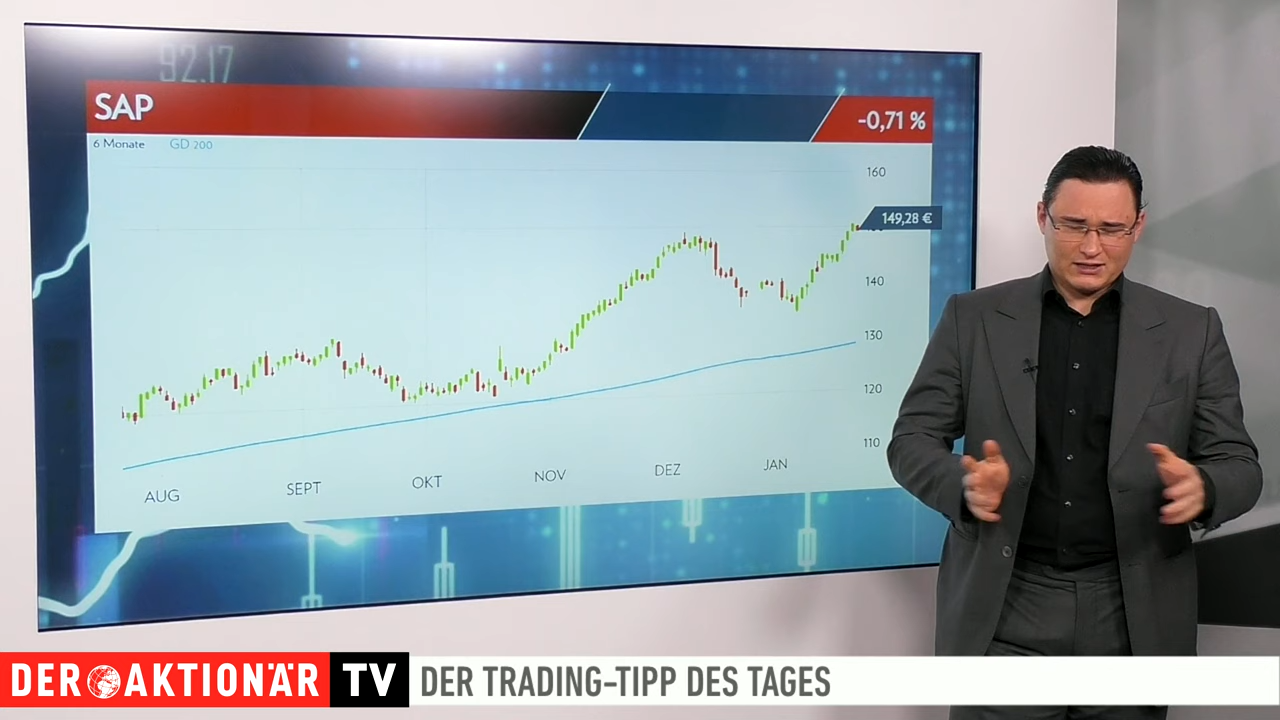 92,17
SAP
-0,71 %
6 Monate GD 200
160
149,28 €
140
130
120
110
AUG SEPT OKT NOV DEZ JAN
DER AKTIONÄR TV DER TRADING-TIPP DES TAGES